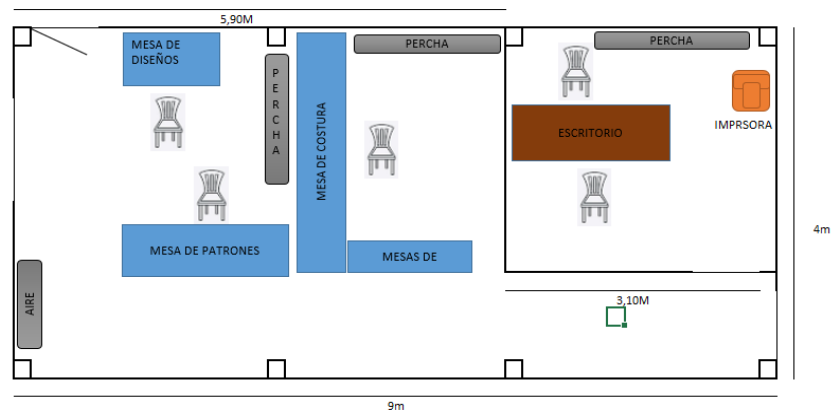 5,90M
MESA DE
DISEÑOS
PERCHA
MESA DE COSTURA
PERCHA
PERCHA
IMPRSORA
ESCRITORIO
MESA DE PATRONES
MESAS DE
AIRE
3,10M
4m
9m